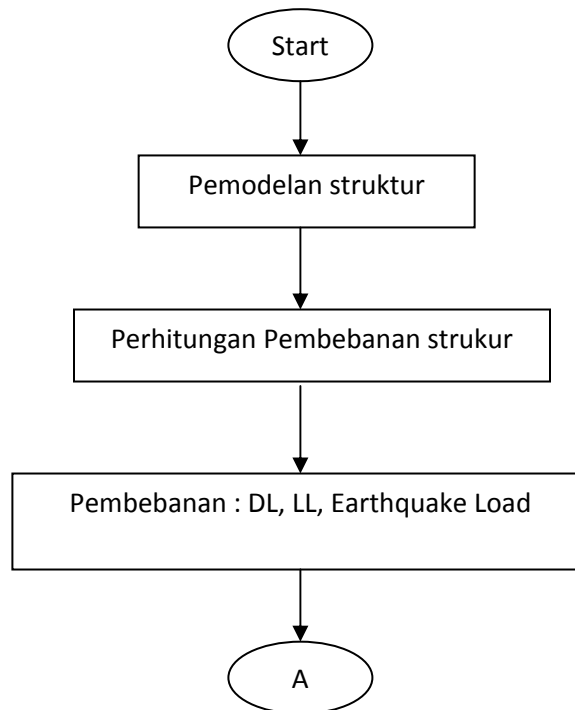 Start
Pemodelan struktur
Perhitungan Pembebanan strukur
Pembebanan : DL, LL, Earthquake Load
A